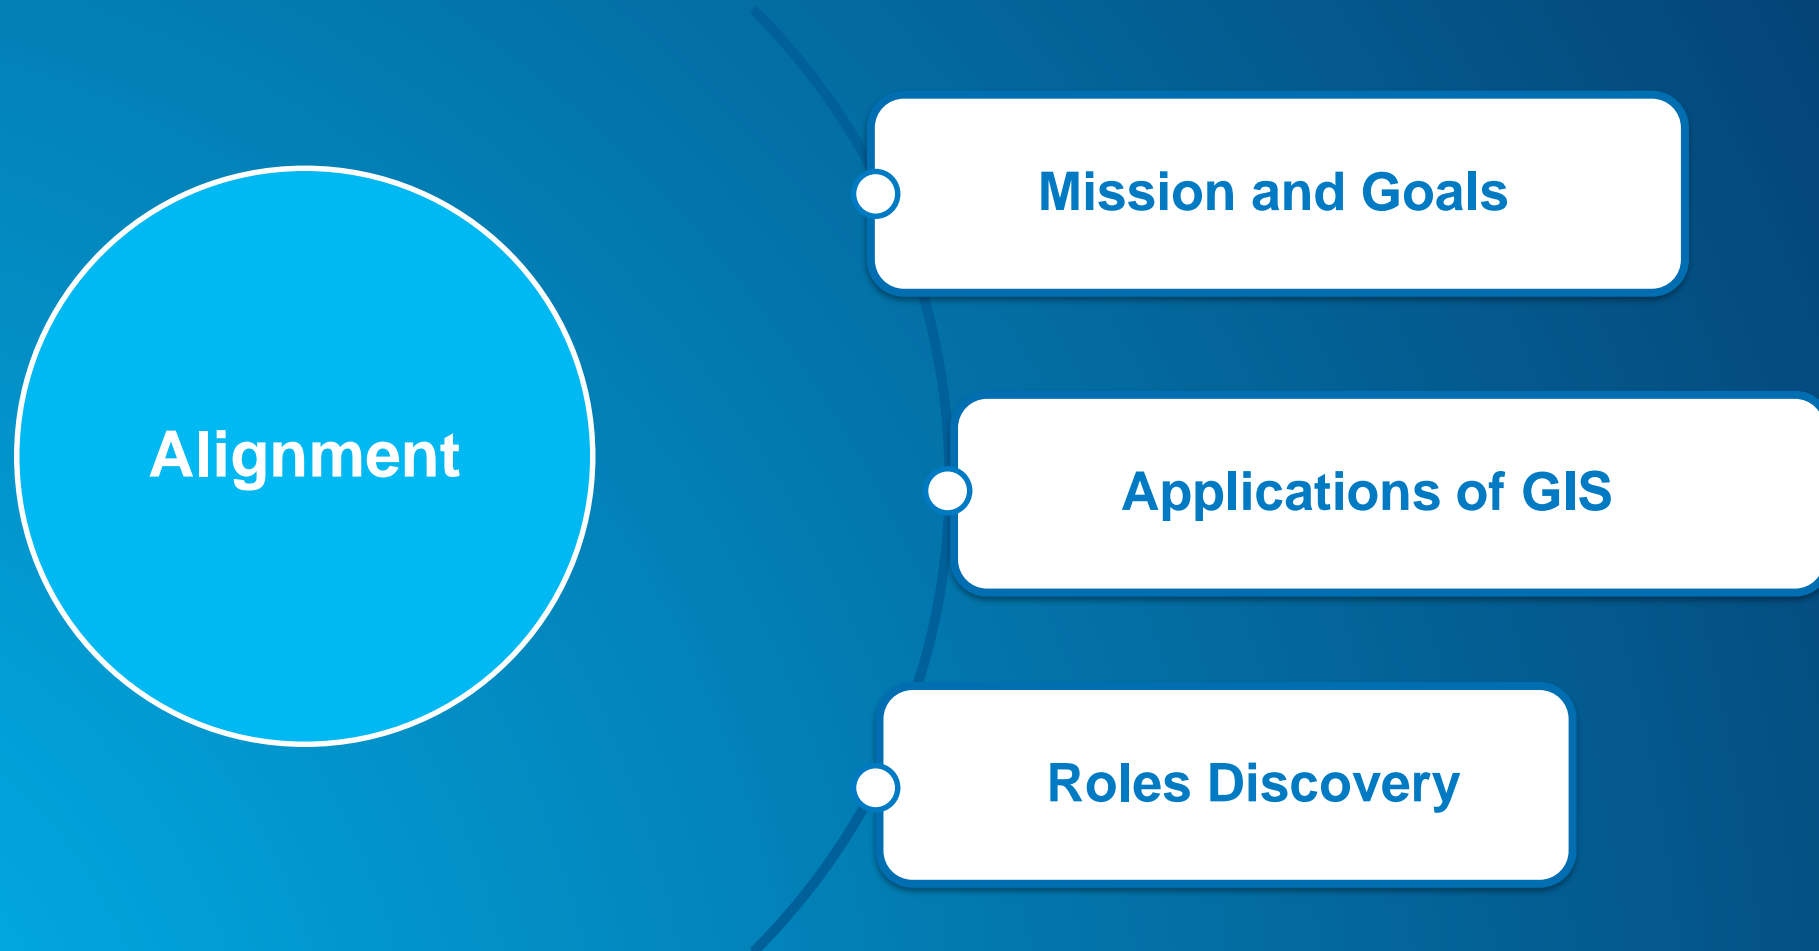 Alignment
Mission and Goals
Applications of GIS
Roles Discovery